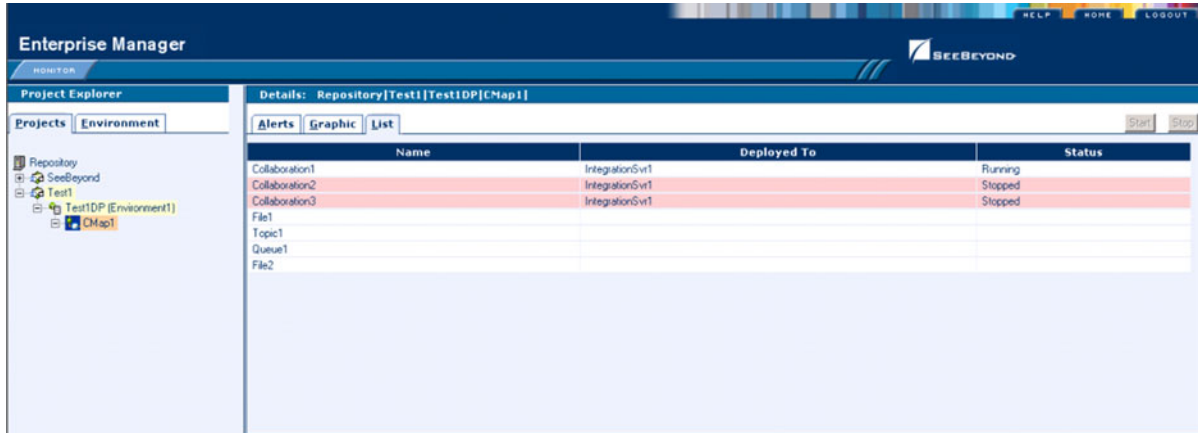 HELP HOME LOGOUT
Enterprise Manager
SEEBEYOND
MONITOR
Project Explorer
Details: Repository|Test1|Test1DP|CMap1|
Projects Environment
Alerts Graphic List
Start Stop
Repository
SeeBeyond
Test1
Test1DP (Environment1)
CMap1
Name Deployed To Status
Collaboration1 IntegrationSvr1 Running
Collaboration2 IntegrationSvr1 Stopped
Collaboration3 IntegrationSvr1 Stopped
File1
Topic1
Queue1
File2